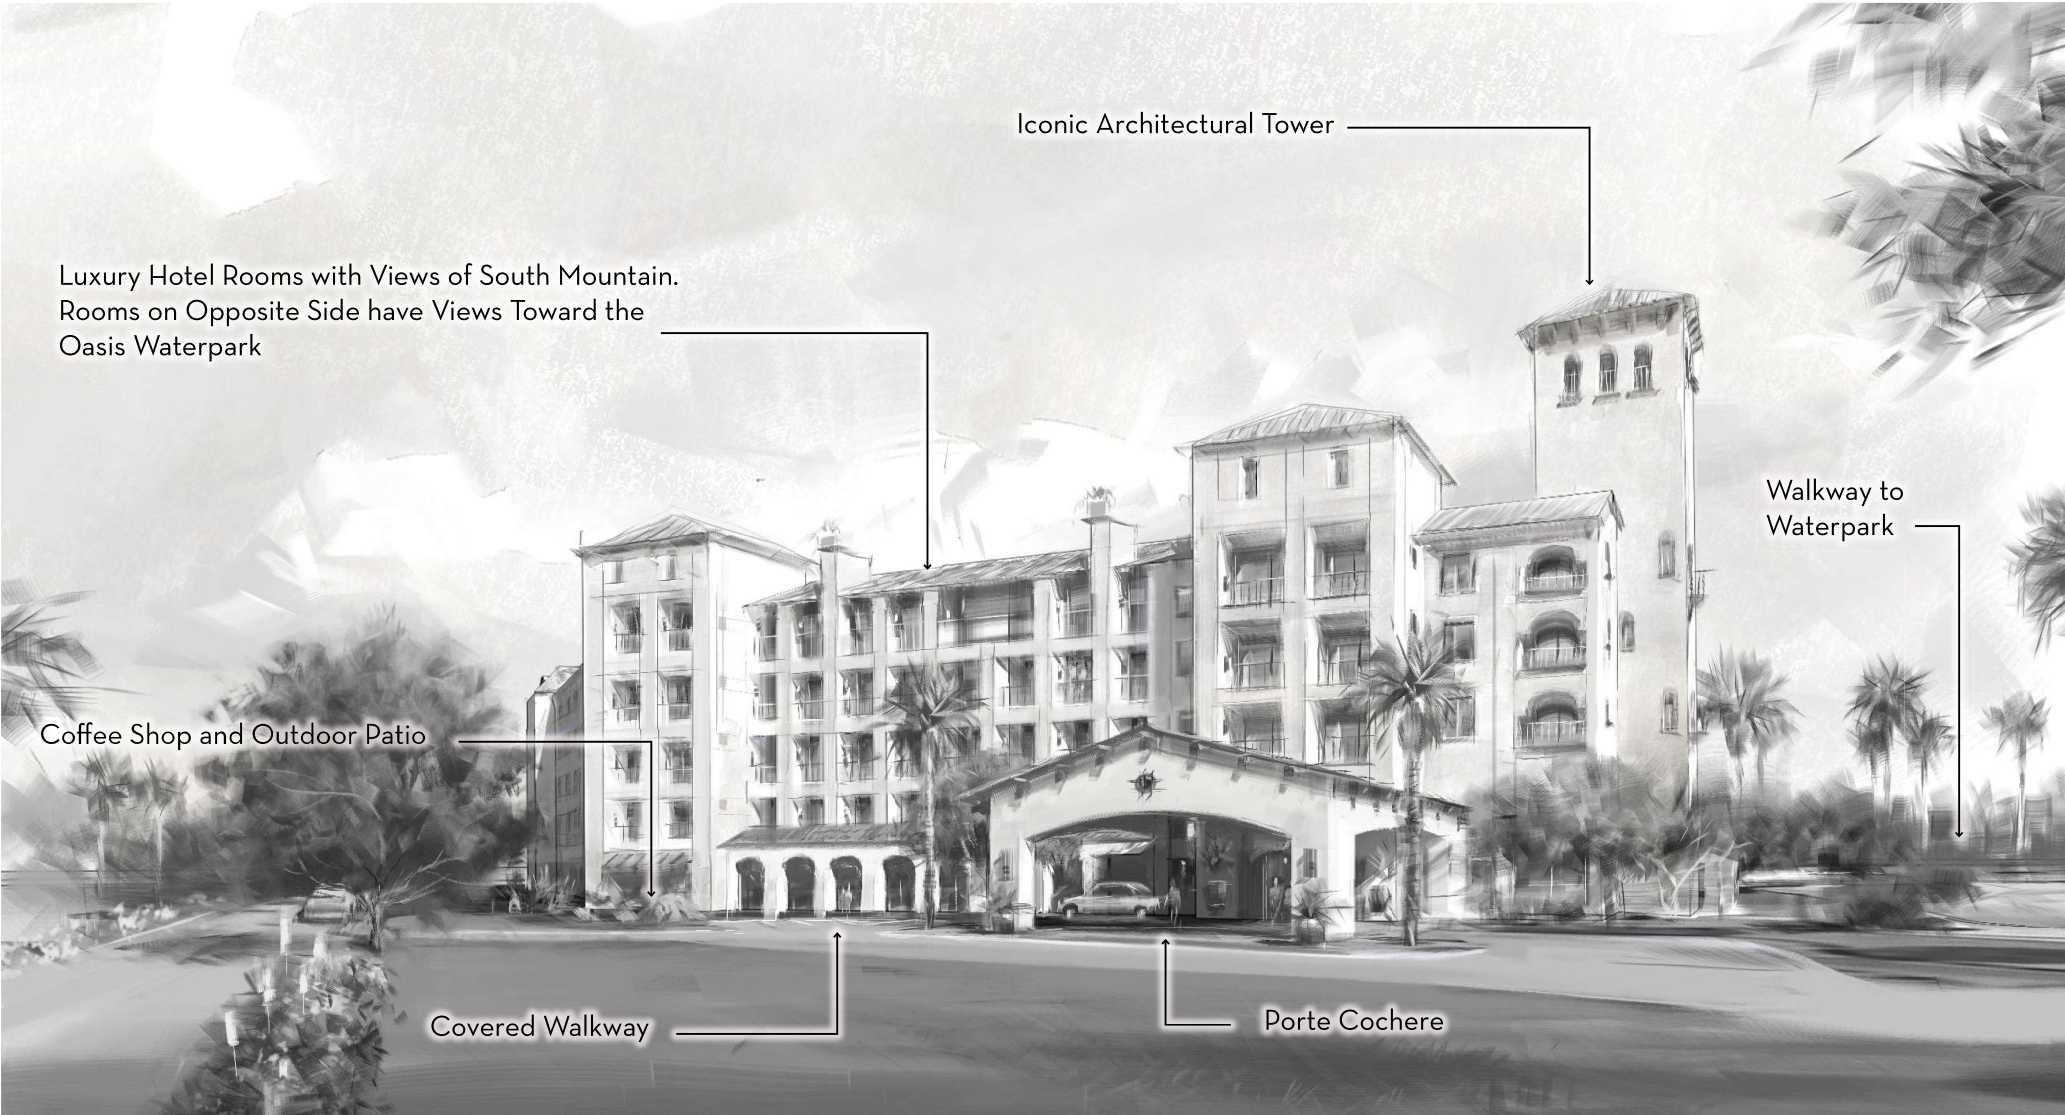 Iconic Architectural Tower
Luxury Hotel Rooms with Views of South Mountain.
Rooms on Opposite Side have Views Toward the
Oasis Waterpark
Walkway to
Waterpark
Coffee Shop and Outdoor Patio
Covered Walkway
Porte Cochere